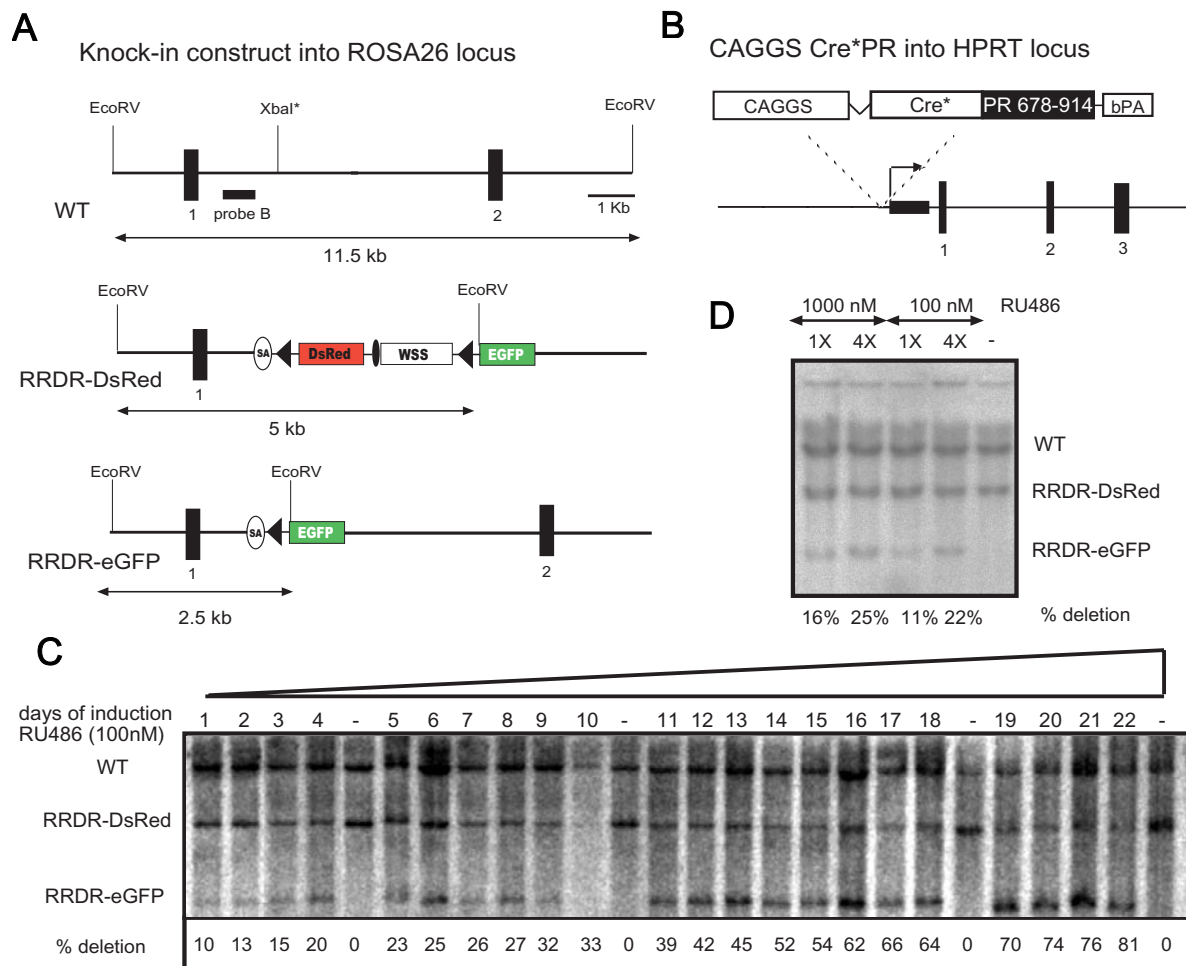 A
Knock-in construct into ROSA26 locus
EcoRV
XbaI*
EcoRV
1
probe B
2
1 Kb
WT
11.5 kb
EcoRV
EcoRV
SA
DsRed
WSS
EGFP
RRDR-DsRed
1
5 kb
EcoRV
EcoRV
SA
EGFP
RRDR-eGFP
1
2
2.5 kb
B
CAGGS Cre*PR into HPRT locus
CAGGS
Cre*
PR 678-914
bPA
1
2
3
D
1000 nM 100 nM RU486
1X 4X 1X 4X -
WT
RRDR-DsRed
RRDR-eGFP
16% 25% 11% 22% % deletion
C
days of induction 1 2 3 4 - 5 6 7 8 9 10 - 11 12 13 14 15 16 17 18 - 19 20 21 22 -
RU486 (100nM)
WT
RRDR-DsRed
RRDR-eGFP
% deletion 10 13 15 20 0 23 25 26 27 32 33 0 39 42 45 52 54 62 66 64 0 70 74 76 81 0